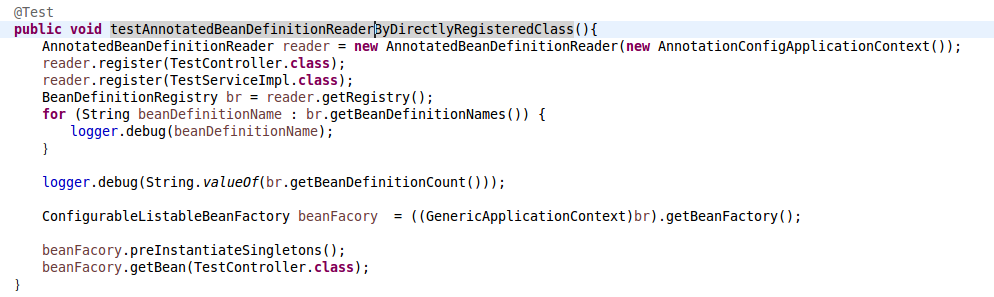 @Test
public void testAnnotatedBeanDefinitionReaderByDirectlyRegisteredClass(){
AnnotatedBeanDefinitionReader reader = new AnnotatedBeanDefinitionReader(new AnnotationConfigApplicationContext());
reader.register(TestController.class);
reader.register(TestServiceImpl.class);
BeanDefinitionRegistry br = reader.getRegistry();
for (String beanDefinitionName : br.getBeanDefinitionNames()) {
logger.debug(beanDefinitionName);
}
logger.debug(String.valueOf(br.getBeanDefinitionCount()));
ConfigurableListableBeanFactory beanFacory  = ((GenericApplicationContext)br).getBeanFactory();
beanFacory.preInstantiateSingletons();
beanFacory.getBean(TestController.class);
}